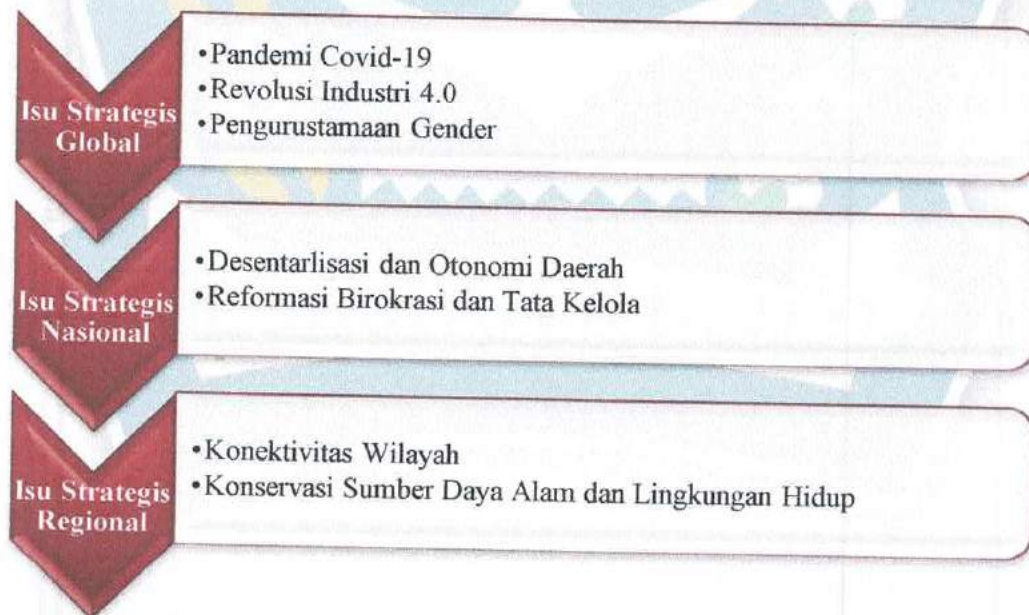 Isu Strategis
Global
•Pandemi Covid-19
•Revolusi Industri 4.0
•Pengurustamaan Gender
Isu Strategis
Nasional
•Desentarlisasi dan Otonomi Daerah
•Reformasi Birokrasi dan Tata Kelola
Isu Strategis
Regional
•Konektivitas Wilayah
•Konservasi Sumber Daya Alam dan Lingkungan Hidup